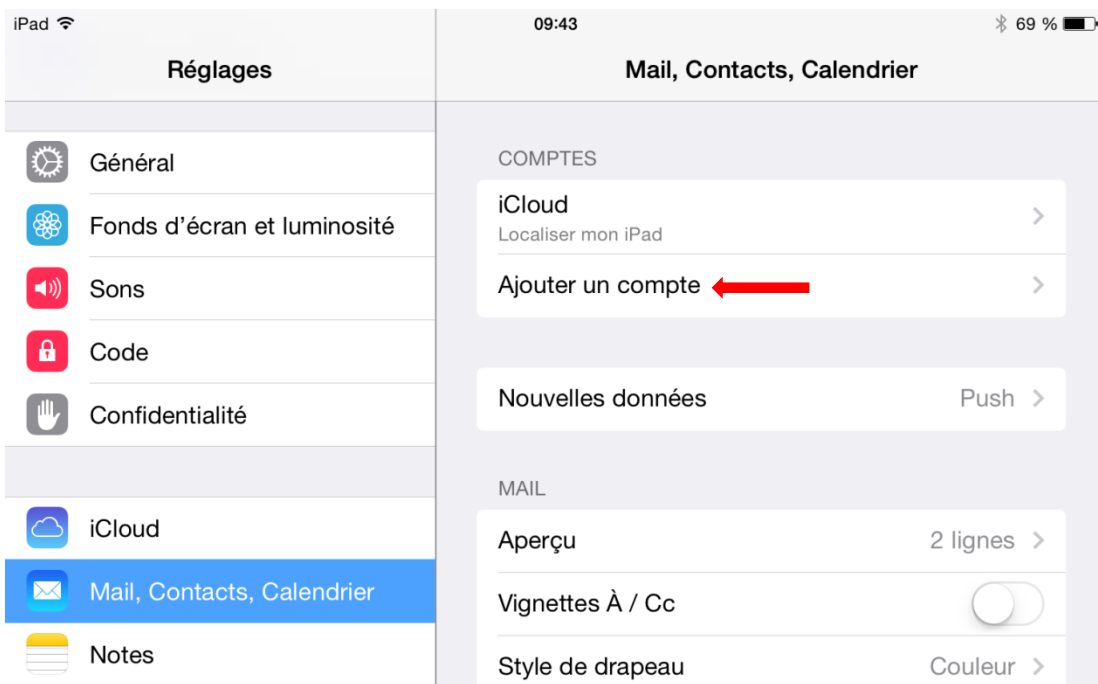 iPad
09:43
69 %
Réglages
Mail, Contacts, Calendrier
Général
Fonds d’écran et luminosité
Sons
Code
Confidentialité
iCloud
Mail, Contacts, Calendrier
Notes
COMPTES
iCloud
Localiser mon iPad
Ajouter un compte
Nouvelles données Push
MAIL
Aperçu 2 lignes
Vignettes À / Cc
Style de drapeau Couleur